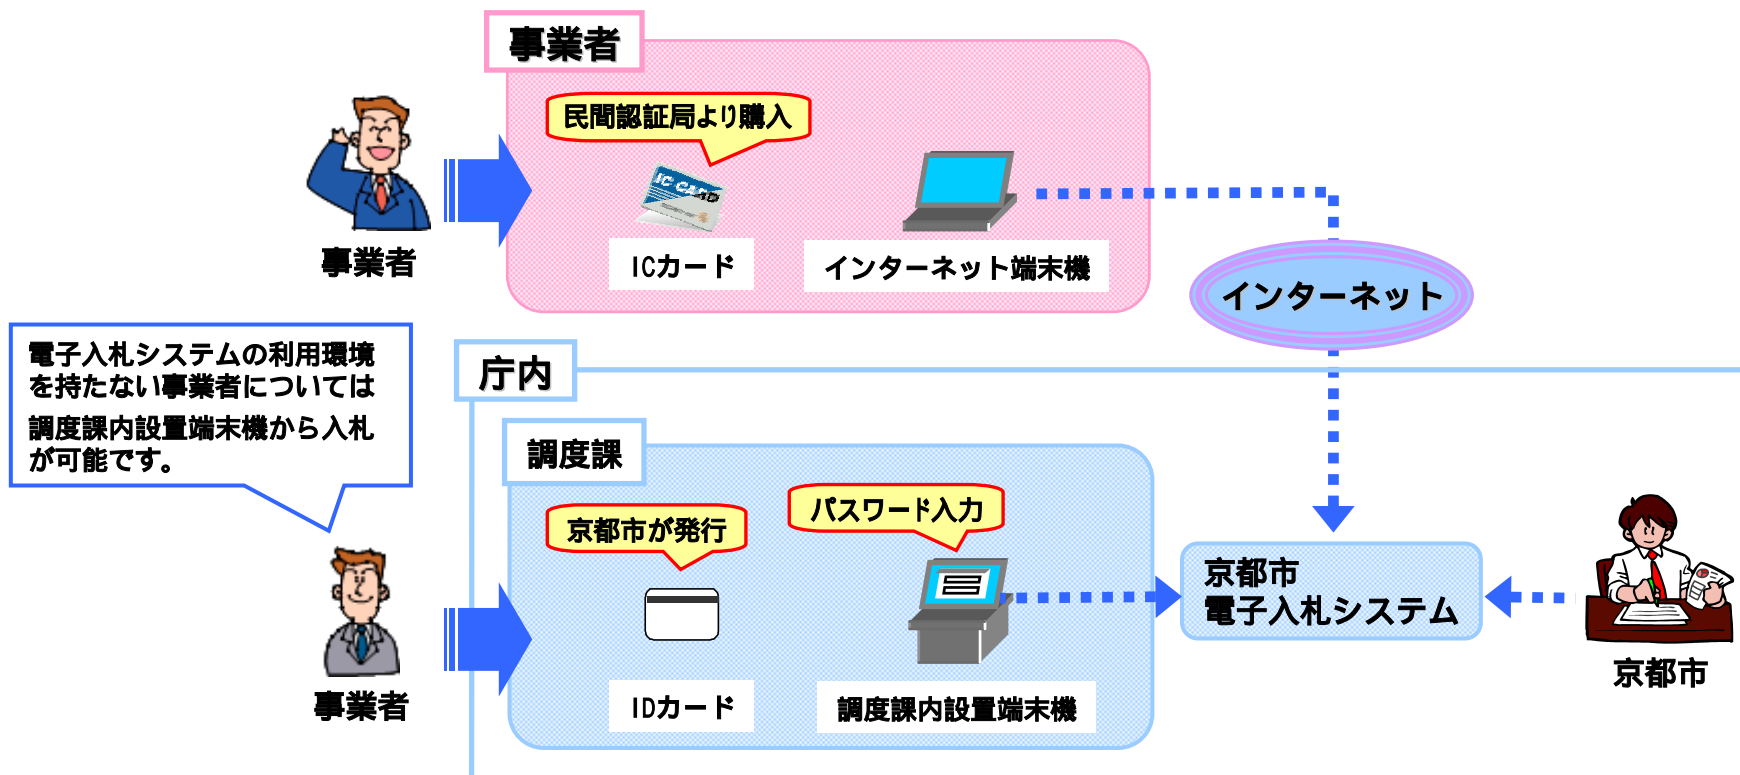 事業者
民間認証局より購入
IC CARD
事業者
ICカード
インターネット端末機
インターネット
電子入札システムの利用環境
を持たない事業者については
調度課内設置端末機から入札
が可能です。
庁内
調度課
京都市が発行
パスワード入力
京都市
電子入札システム
事業者
IDカード
調度課内設置端末機
京都市